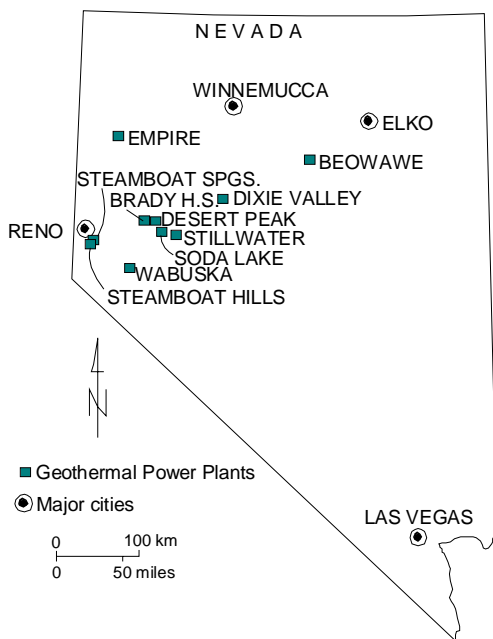 NEVADA
WINNEMUCCA
ELKO
EMPIRE
BEOWAWE
STEAMBOAT SPGS.
BRADY H.S.
DIXIE VALLEY
DESERT PEAK
RENO
STILLWATER
SODA LAKE
WABUSKA
STEAMBOAT HILLS
N
Geothermal Power Plants
Major cities
LAS VEGAS
0 100 km
0 50 miles